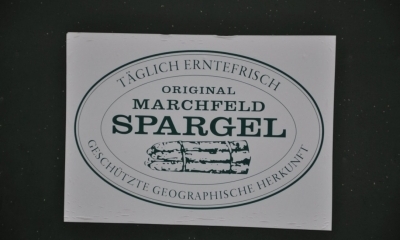 TÄGLICH ERNTEFRISCH
ORIGINAL
MARCHFELD
SPARGEL
GESCHÜTZTE GEOGRAPHISCHE HERKUNFT